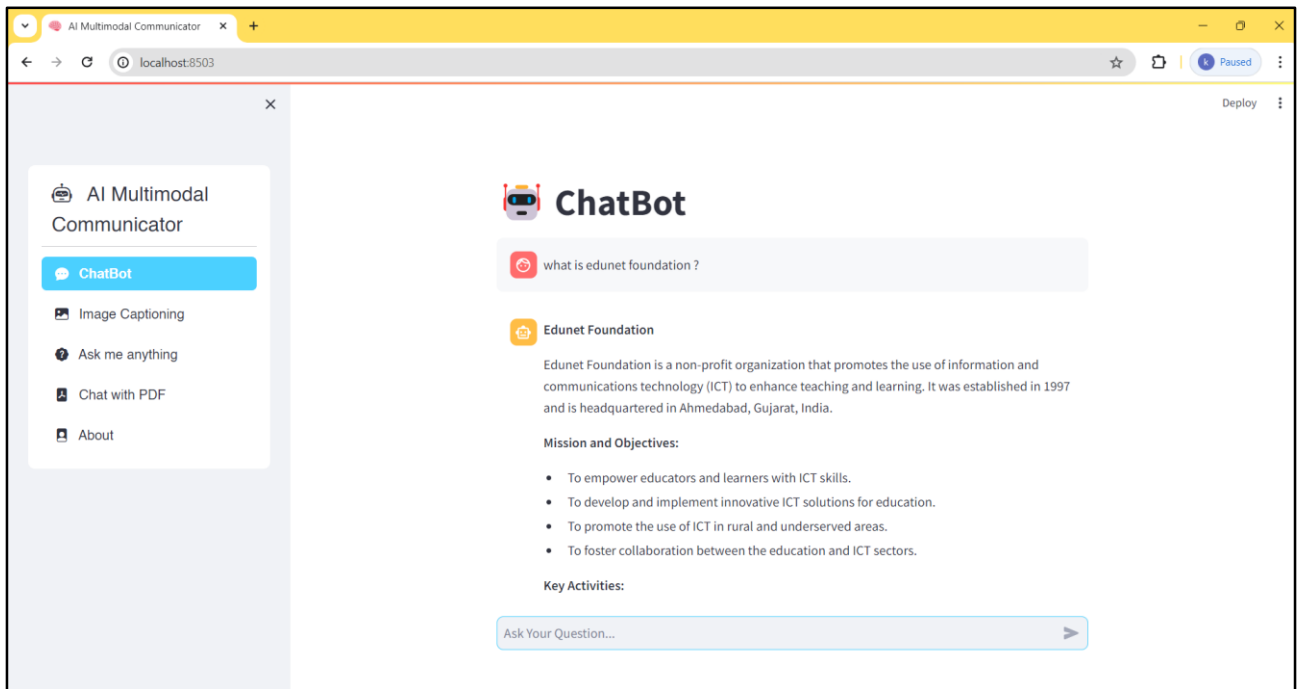 AI Multimodal Communicator
localhost:8503
k Paused
Deploy
AI Multimodal
Communicator
ChatBot
Image Captioning
Ask me anything
Chat with PDF
About
ChatBot
what is edunet foundation ?
Edunet Foundation
Edunet Foundation is a non-profit organization that promotes the use of information and
communications technology (ICT) to enhance teaching and learning. It was established in 1997
and is headquartered in Ahmedabad, Gujarat, India.
Mission and Objectives:
• To empower educators and learners with ICT skills.
• To develop and implement innovative ICT solutions for education.
• To promote the use of ICT in rural and underserved areas.
• To foster collaboration between the education and ICT sectors.
Key Activities:
Ask Your Question...